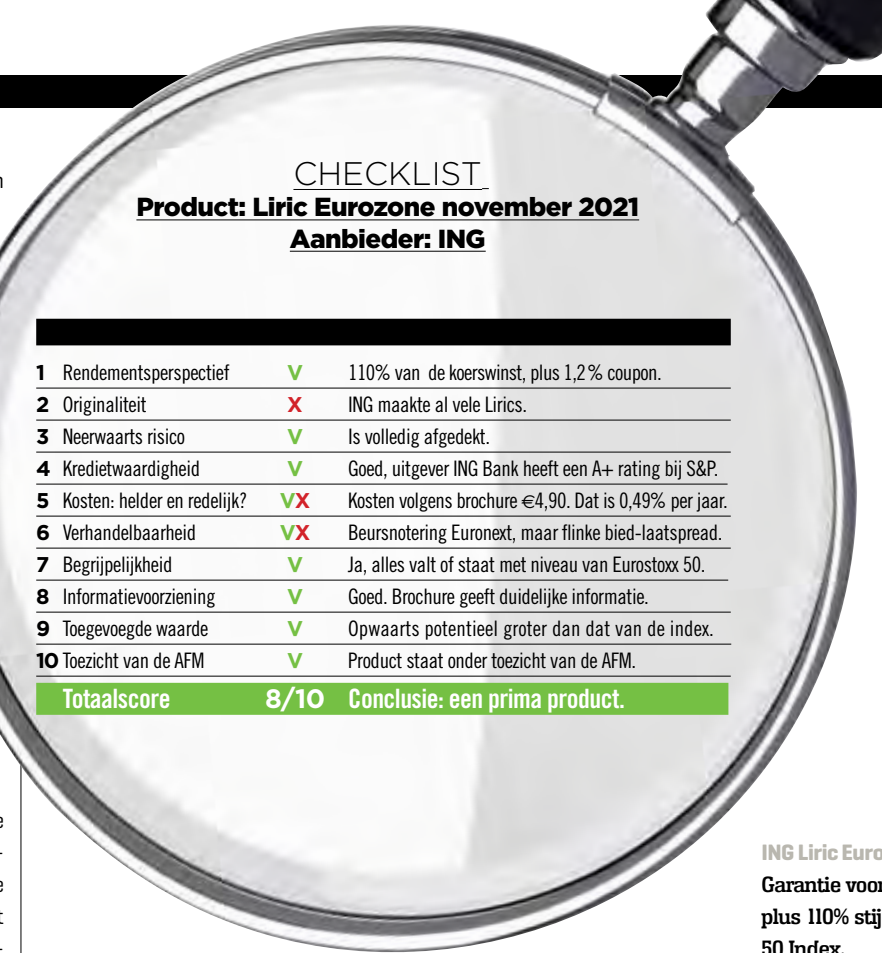 CHECKLIST
Product: Liric Eurozone november 2021
Aanbieder: ING
1 Rendementsperspectief V 110% van de koerswinst, plus 1,2% coupon.
2 Originaliteit X ING maakte al vele Lirics.
3 Neerwaarts risico V Is volledig afgedekt.
4 Kredietwaardigheid V Goed, uitgever ING Bank heeft een A+ rating bij S&P.
5 Kosten: helder en redelijk? VX Kosten volgens brochure €4,90. Dat is 0,49% per jaar.
6 Verhandelbaarheid VX Beursnotering Euronext, maar flinke bied-laatspread.
7 Begrijpelijkheid V Ja, alles valt of staat met niveau van Eurostoxx 50.
8 Informatievoorziening V Goed. Brochure geeft duidelijke informatie.
9 Toegevoegde waarde V Opwaarts potentieel groter dan dat van de index.
10 Toezicht van de AFM V Product staat onder toezicht van de AFM.
Totaalscore 8/10 Conclusie: een prima product.
ING Liric Euro
Garantie voor
plus 110% stij
50 Index.